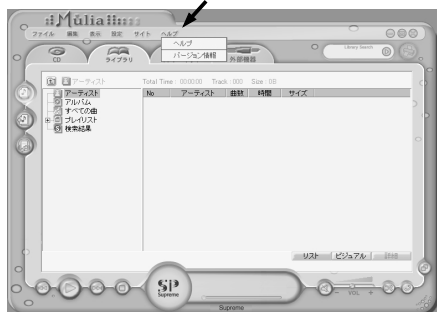 Mulia
ファイル 編集 表示 設定 サイト ヘルプ
ヘルプ
バージョン情報
CD ライブラリ 外部機器
Library Search
アーティスト Total Time : 00:00:00 Track : 000 Size : 0B
アーティスト
アルバム
すべての曲
プレイリスト
検索結果
No アーティスト 曲数 時間 サイズ
リスト ビジュアル 詳細
SP
Supreme
VOL +
Supreme